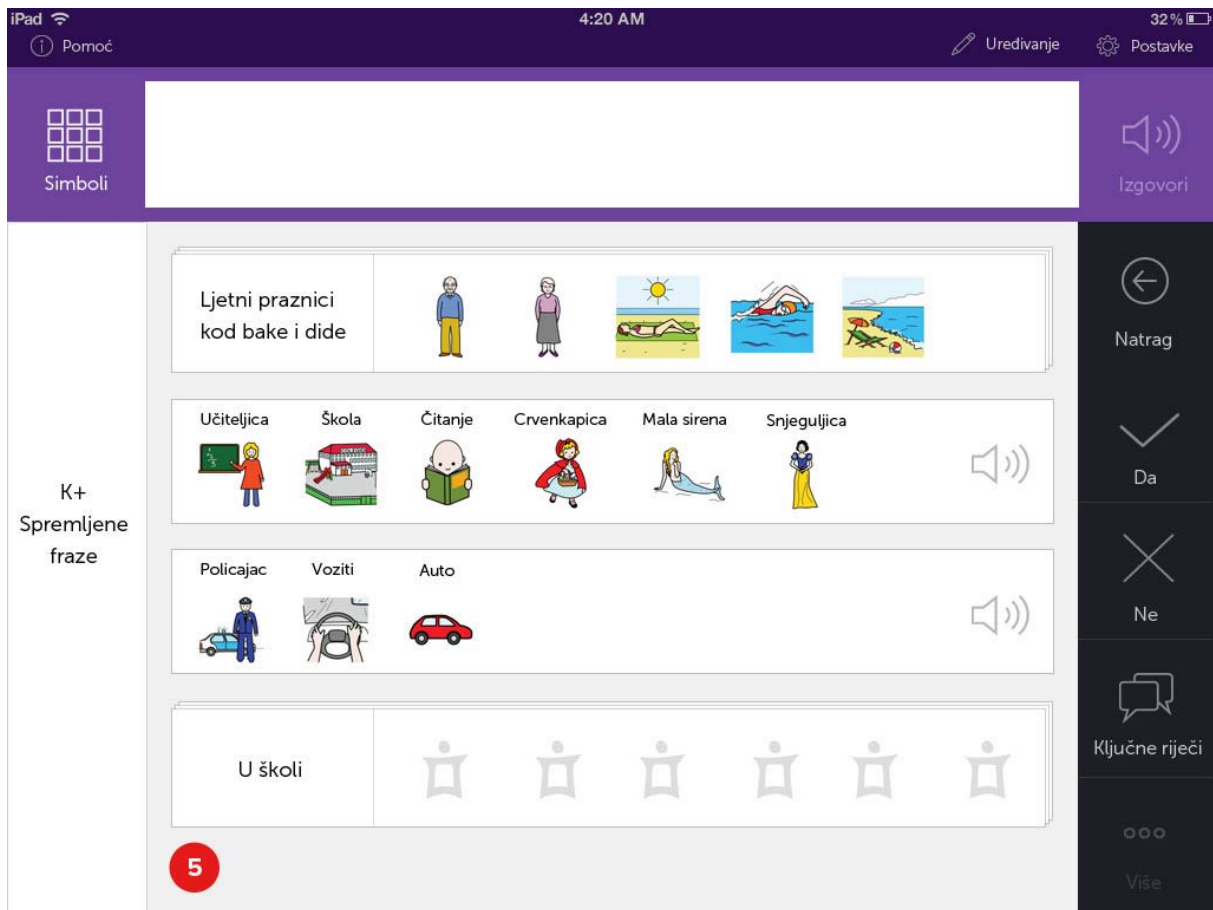 iPad 4:20 AM 32%
Pomoć Uređivanje Postavke
Simboli
Izgovori
Ljetni praznici
kod bake i dide
Natrag
Učiteljica Škola Čitanje Crvenkapica Mala sirena Snjeguljica
Da
K+
Spremljene
fraze
Policajac Voziti Auto
Ne
Ključne riječi
U školi
5
Više